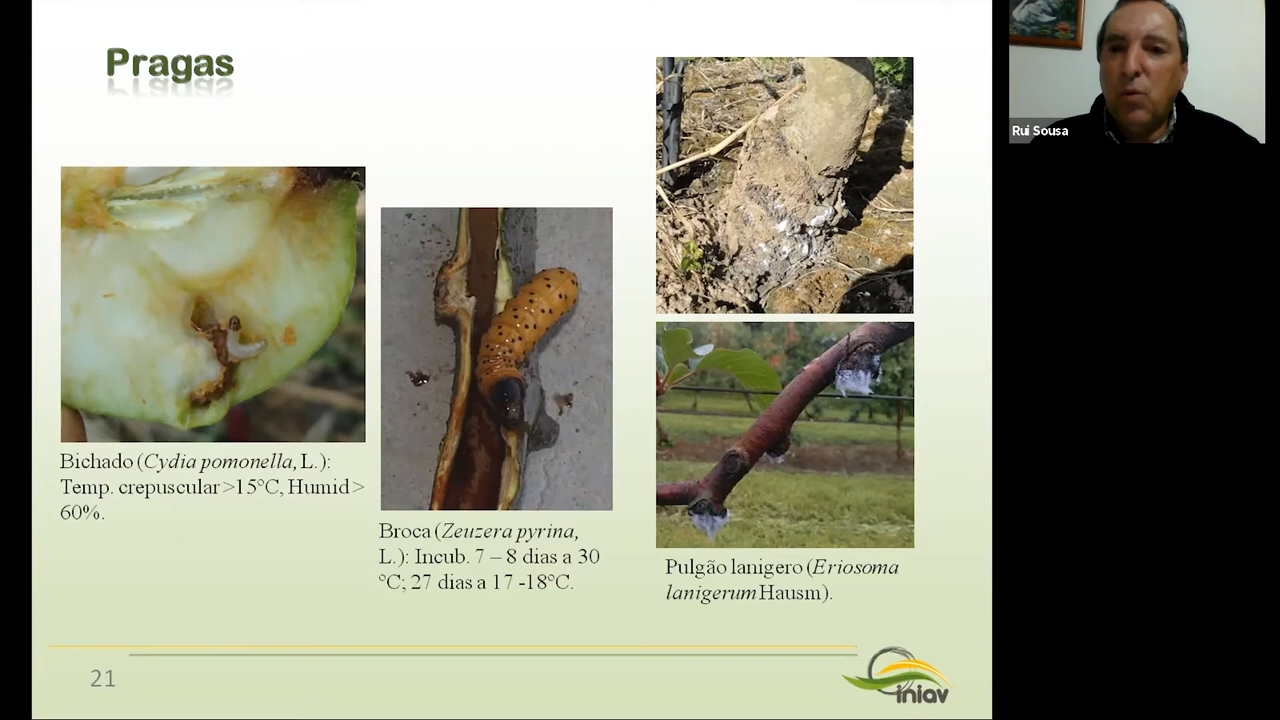 Pragas
Rui Sousa
Bichado (Cydia pomonella, L.):
Temp. crepuscular >15°C, Humid >
60%.
Broca (Zeuzera pyrina,
L.): Incub. 7 – 8 dias a 30
°C; 27 dias a 17 -18°C.
Pulgão lanigero (Eriosoma
lanigerum Hausm).
21
iniav